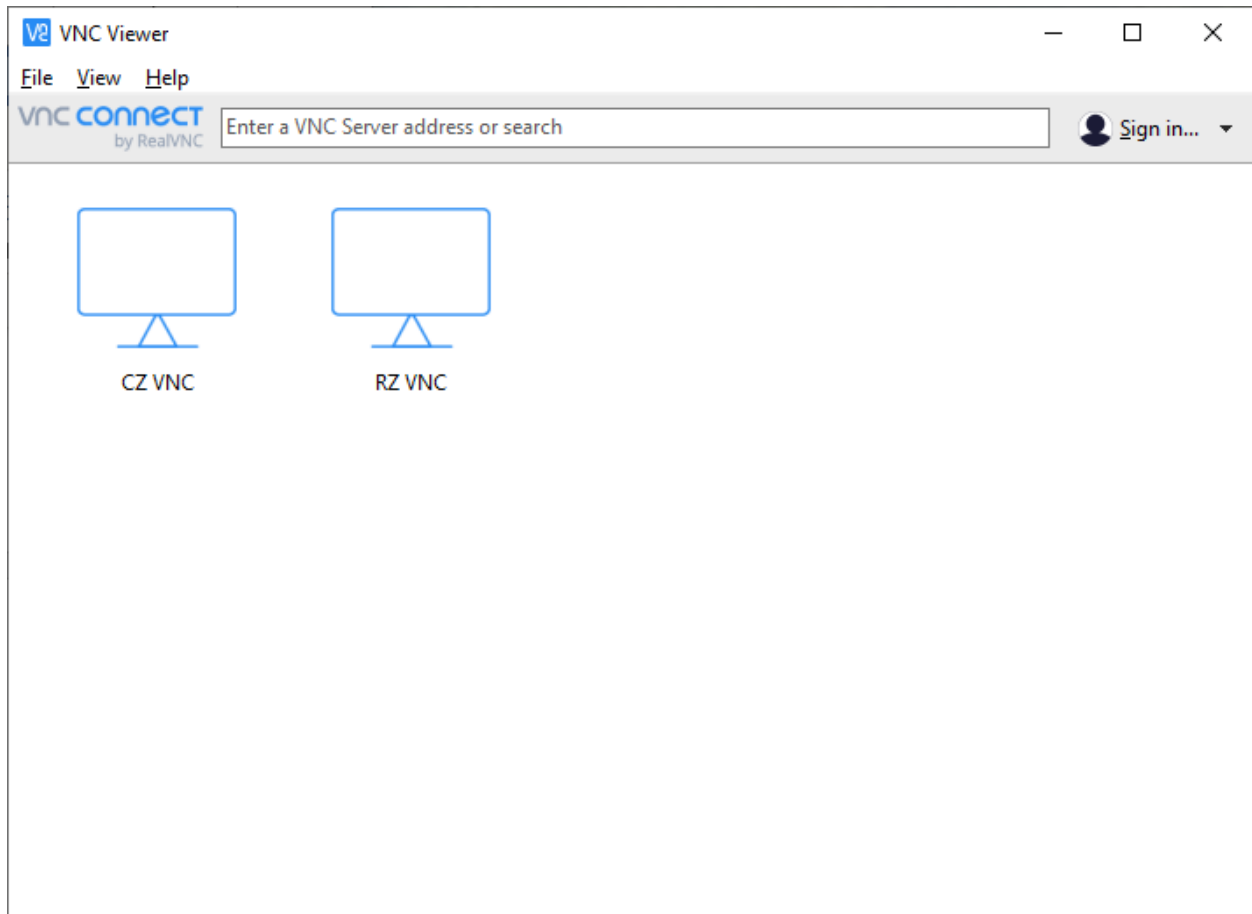 VNC Viewer
File View Help
vnc connect
by RealVNC
Enter a VNC Server address or search
Sign in...
CZ VNC
RZ VNC